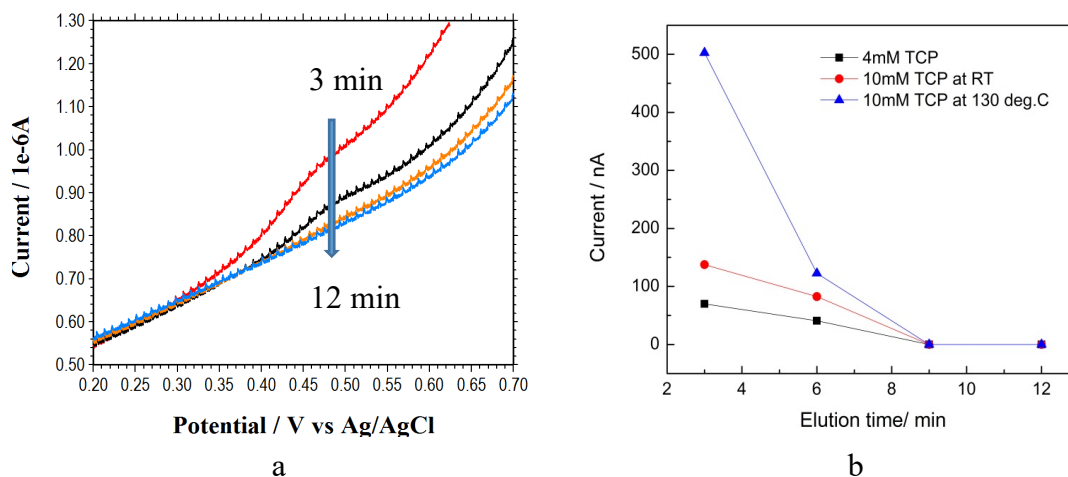 1.30
1.20
1.10
1.00
0.90
0.80
0.70
0.60
0.50
0.20 0.25 0.30 0.35 0.40 0.45 0.50 0.55 0.60 0.65 0.70
Current / 1e-6A
Potential / V vs Ag/AgCl
3 min
12 min
a
500
400
300
200
100
0
2 4 6 8 10 12
Current / nA
Elution time/ min
4mM TCP
10mM TCP at RT
10mM TCP at 130 deg.C
b